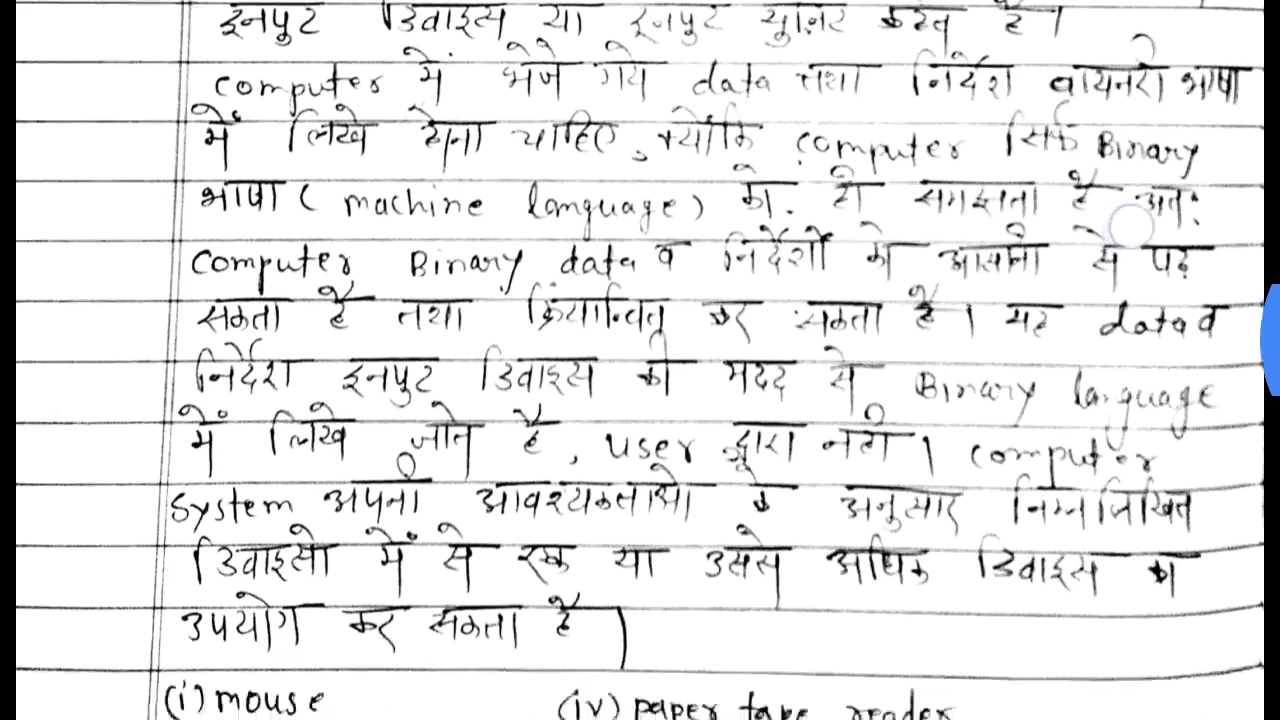 इनपुट डिवाइस या इनपुट युनिट कहते है।
computer में भेजे गये data तथा निर्देश बायनरी भाषा
में लिखे होना चाहिए, क्योंकि computer सिर्फ Binary
भाषा ( machine language ) को ही समझता है अतः
computer Binary data व निर्देशों को आसानी से पढ़
सकता है तथा क्रियान्वित कर सकता है। यह data व
निर्देश इनपुट डिवाइस की मदद से Binary language
में लिखे जाते है, user द्वारा नही। computer
System अपनी आवश्यकताओ के अनुसार निम्नलिखित
डिवाइसो में से एक या उससे अधिक डिवाइस का
उपयोग कर सकता है।
(i) mouse (iv) paper tape reader